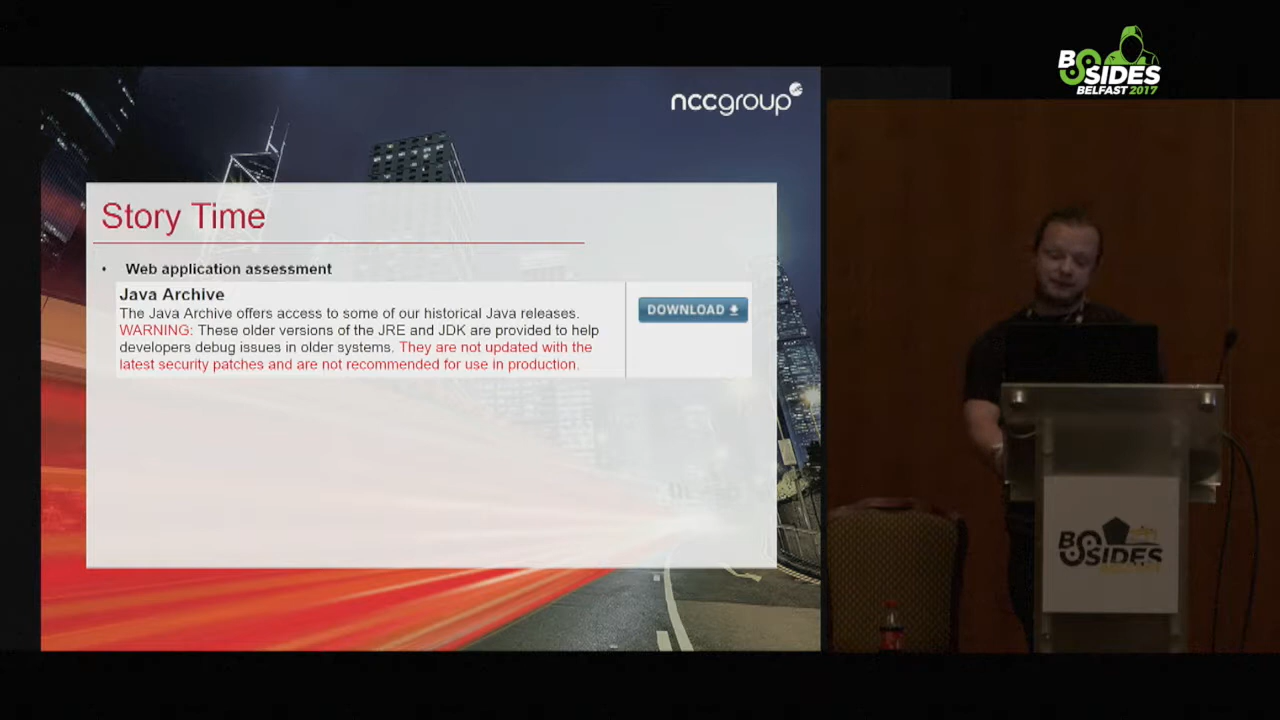 BSIDES
BELFAST 2017
nccgroup
Story Time
• Web application assessment
Java Archive
The Java Archive offers access to some of our historical Java releases.
WARNING: These older versions of the JRE and JDK are provided to help
developers debug issues in older systems. They are not updated with the
latest security patches and are not recommended for use in production.
DOWNLOAD
BSIDES